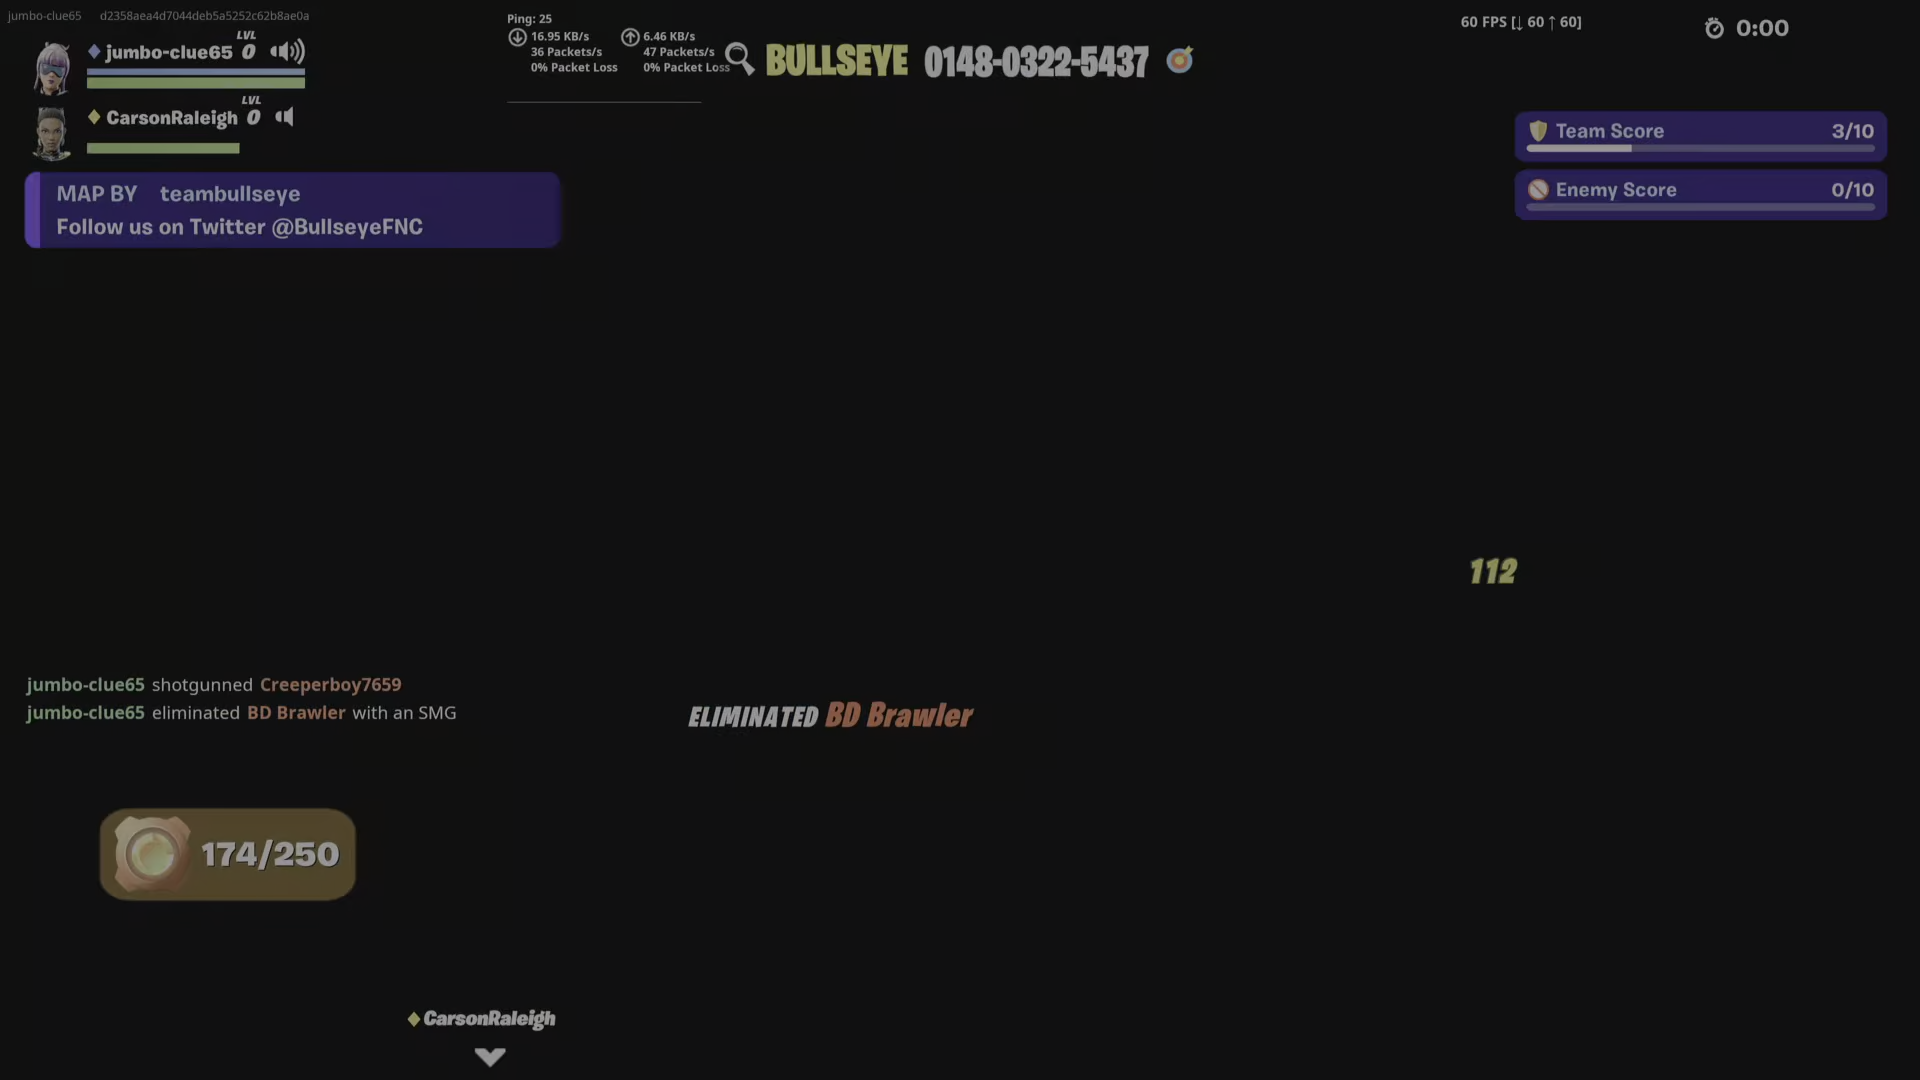 jumbo-clue65 d2358aea4d7044deb5a5252c62b8ae0a
LVL
jumbo-clue65 0
LVL
CarsonRaleigh 0
MAP BY teambullseye
Follow us on Twitter @BullseyeFNC
Ping: 25
16.95 KB/s 6.46 KB/s
36 Packets/s 47 Packets/s
0% Packet Loss 0% Packet Loss
BULLSEYE 0148-0322-5437
60 FPS [↓ 60 ↑ 60]
0:00
Team Score 3/10
Enemy Score 0/10
112
jumbo-clue65 shotgunned Creeperboy7659
jumbo-clue65 eliminated BD Brawler with an SMG
ELIMINATED BD Brawler
174/250
CarsonRaleigh